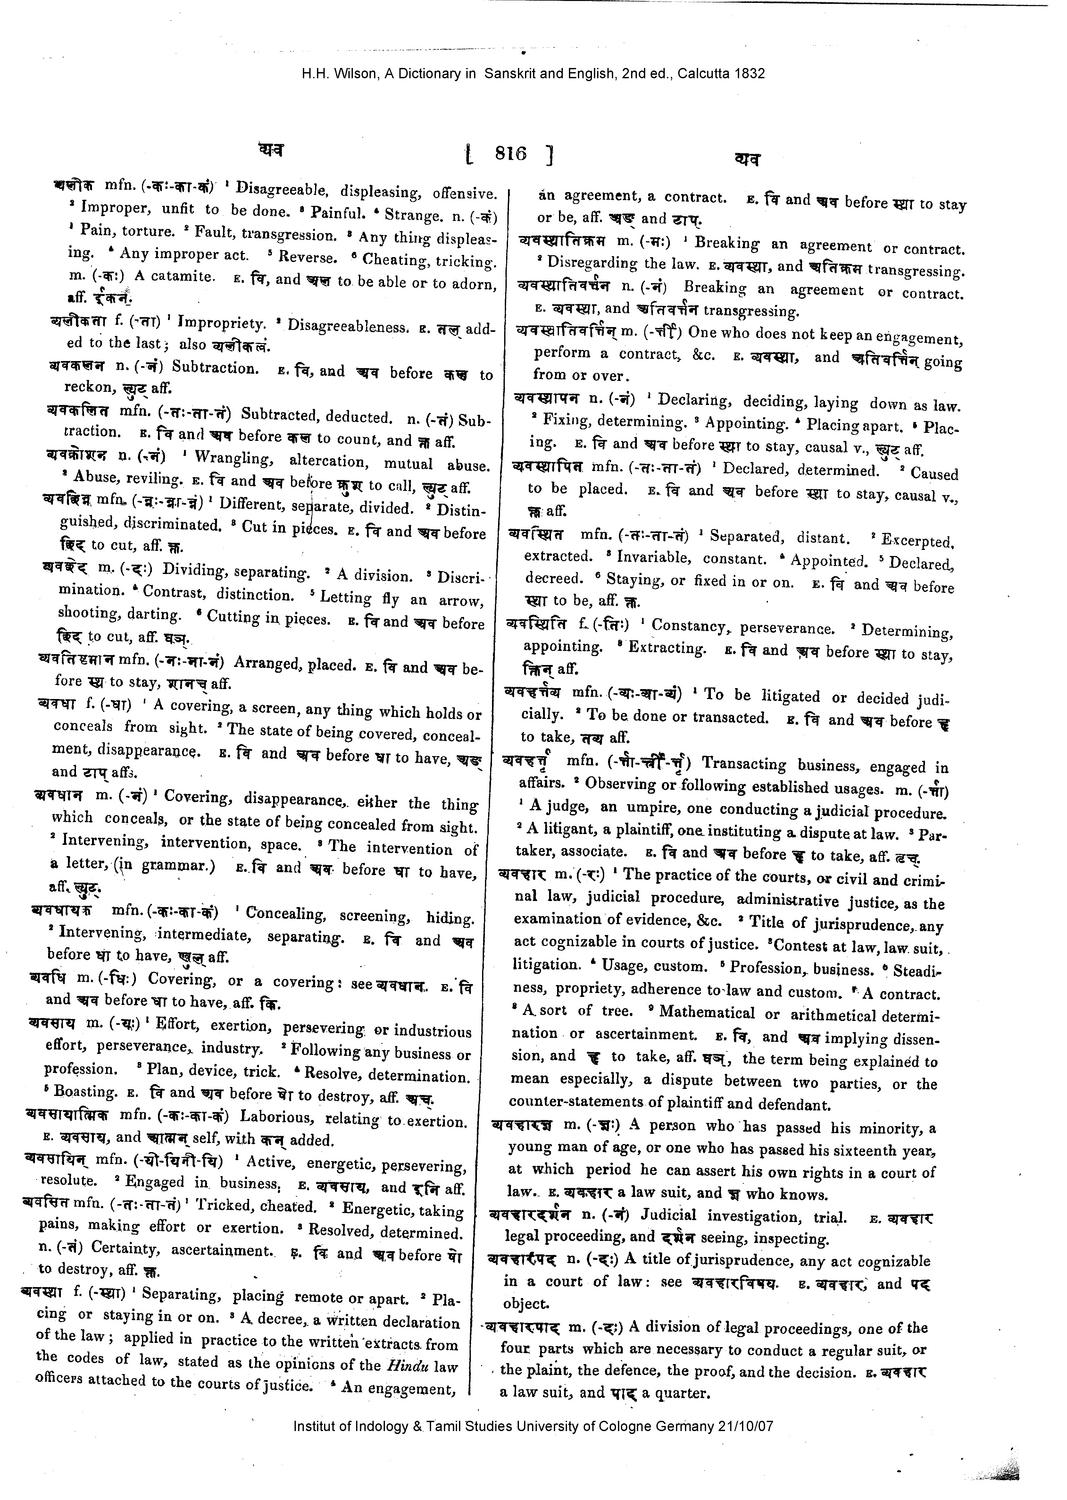 H.H. Wilson, A Dictionary in Sanskrit and English, 2nd ed., Calcutta 1832
व्यव
[ 816 ]
व्यव
व्यलीक mfn. (-कः-का-कं) ¹ Disagreeable, displeasing, offensive.
² Improper, unfit to be done. ³ Painful. ⁴ Strange. n. (-कं)
¹ Pain, torture. ² Fault, transgression. ³ Any thing displeas-
ing. ⁴ Any improper act. ⁵ Reverse. ⁶ Cheating, tricking.
m. (-कः) A catamite. E. वि, and अल to be able or to adorn,
aff. ईकन्.
व्यलीकता f. (-ता) ¹ Impropriety. ² Disagreeableness. E. तल् add-
ed to the last; also व्यलीकत्वं.
व्यवकलन n. (-नं) Subtraction. E. वि, and अव before कल to
reckon, ल्युट् aff.
व्यवकलित mfn. (-तः-ता-तं) Subtracted, deducted. n. (-तं) Sub-
traction. E. वि and अव before कल to count, and क्त aff.
व्यवक्रोशन n. (-नं) ¹ Wrangling, altercation, mutual abuse.
² Abuse, reviling. E. वि and अव before क्रुश् to call, ल्युट् aff.
व्यवच्छिन्न mfn. (-न्नः-न्ना-न्नं) ¹ Different, separate, divided. ² Distin-
guished, discriminated. ³ Cut in pieces. E. वि and अव before
छिद् to cut, aff. क्त.
व्यवच्छेद m. (-दः) Dividing, separating. ² A division. ³ Discri-
mination. ⁴ Contrast, distinction. ⁵ Letting fly an arrow,
shooting, darting. ⁶ Cutting in pieces. E. वि and अव before
छिद् to cut, aff. घञ्.
व्यवतिष्ठमान mfn. (-नः-मा-नं) Arranged, placed. E. वि and अव be-
fore स्था to stay, शानच् aff.
व्यवधा f. (-धा) ¹ A covering, a screen, any thing which holds or
conceals from sight. ² The state of being covered, conceal-
ment, disappearance. E. वि and अव before धा to have, अङ्
and टाप् affs.
व्यवधान m. (-नं) ¹ Covering, disappearance, either the thing
which conceals, or the state of being concealed from sight.
² Intervening, intervention, space. ³ The intervention of
a letter, (in grammar.) E. वि and अव before धा to have,
aff. ल्युट्.
व्यवधायक mfn. (-कः-का-कं) ¹ Concealing, screening, hiding.
² Intervening, intermediate, separating. E. वि and अव
before धा to have, ण्वुल् aff.
व्यवधि m. (-धिः) Covering, or a covering: see व्यवधान. E. वि
and अव before धा to have, aff. कि.
व्यवसाय m. (-यः) ¹ Effort, exertion, persevering or industrious
effort, perseverance, industry. ² Following any business or
profession. ³ Plan, device, trick. ⁴ Resolve, determination.
⁵ Boasting. E. वि and अव before षो to destroy, aff. अच्.
व्यवसायात्मिक mfn. (-कः-का-कं) Laborious, relating to exertion.
E. व्यवसाय, and आत्मन् self, with कन् added.
व्यवसायिन् mfn. (-यी-यिनी-यि) ¹ Active, energetic, persevering,
resolute. ² Engaged in business, E. व्यवसाय, and इनि aff.
व्यवसित mfn. (-तः-ता-तं) ¹ Tricked, cheated. ² Energetic, taking
pains, making effort or exertion. ³ Resolved, determined.
n. (-तं) Certainty, ascertainment. E. वि and अव before षो
to destroy, aff. क्त.
व्यवस्था f. (-स्था) ¹ Separating, placing remote or apart. ² Pla-
cing or staying in or on. ³ A decree, a written declaration
of the law; applied in practice to the written extracts from
the codes of law, stated as the opinions of the Hindu law
officers attached to the courts of justice. ⁴ An engagement,
an agreement, a contract. E. वि and अव before स्था to stay
or be, aff. अङ् and टाप्.
व्यवस्थातिक्रम m. (-मः) ¹ Breaking an agreement or contract.
² Disregarding the law. E. व्यवस्था, and अतिक्रम transgressing.
व्यवस्थातिवर्त्तन n. (-नं) Breaking an agreement or contract.
E. व्यवस्था, and अतिवर्त्तन transgressing.
व्यवस्थातिवर्त्तिन् m. (-र्त्ती) One who does not keep an engagement,
perform a contract, &c. E. व्यवस्था, and अतिवर्त्तिन् going
from or over.
व्यवस्थापन n. (-नं) ¹ Declaring, deciding, laying down as law.
² Fixing, determining. ³ Appointing. ⁴ Placing apart. ⁵ Plac-
ing. E. वि and अव before स्था to stay, causal v., ल्युट् aff.
व्यवस्थापित mfn. (-तः-ता-तं) ¹ Declared, determined. ² Caused
to be placed. E. वि and अव before स्था to stay, causal v.,
क्त aff.
व्यवस्थित mfn. (-तः-ता-तं) ¹ Separated, distant. ² Excerpted,
extracted. ³ Invariable, constant. ⁴ Appointed. ⁵ Declared,
decreed. ⁶ Staying, or fixed in or on. E. वि and अव before
स्था to be, aff. क्त.
व्यवस्थिति f. (-तिः) ¹ Constancy, perseverance. ² Determining,
appointing. ³ Extracting. E. वि and अव before स्था to stay,
क्तिन् aff.
व्यवहर्त्तव्य mfn. (-व्यः-व्या-व्यं) ¹ To be litigated or decided judi-
cially. ² To be done or transacted. E. वि and अव before हृ
to take, तव्य aff.
व्यवहर्त्तृ mfn. (-र्त्ता-र्त्त्री-र्त्तृ) Transacting business, engaged in
affairs. ² Observing or following established usages. m. (-र्त्ता)
¹ A judge, an umpire, one conducting a judicial procedure.
² A litigant, a plaintiff, one instituting a dispute at law. ³ Par-
taker, associate. E. वि and अव before हृ to take, aff. तृच्.
व्यवहार m. (-रः) ¹ The practice of the courts, or civil and crimi-
nal law, judicial procedure, administrative justice, as the
examination of evidence, &c. ² Title of jurisprudence, any
act cognizable in courts of justice. ³ Contest at law, law suit,
litigation. ⁴ Usage, custom. ⁵ Profession, business. ⁶ Steadi-
ness, propriety, adherence to law and custom. ⁷ A contract.
⁸ A sort of tree. ⁹ Mathematical or arithmetical determi-
nation or ascertainment. E. वि, and अव implying dissen-
sion, and हृ to take, aff. घञ्, the term being explained to
mean especially, a dispute between two parties, or the
counter-statements of plaintiff and defendant.
व्यवहारज्ञ m. (-ज्ञः) A person who has passed his minority, a
young man of age, or one who has passed his sixteenth year,
at which period he can assert his own rights in a court of
law. E. व्यवहार a law suit, and ज्ञ who knows.
व्यवहारदर्शन n. (-नं) Judicial investigation, trial. E. व्यवहार
legal proceeding, and दर्शन seeing, inspecting.
व्यवहारपद n. (-दः) A title of jurisprudence, any act cognizable
in a court of law: see व्यवहारविषय. E. व्यवहार, and पद
object.
व्यवहारपाद m. (-दः) A division of legal proceedings, one of the
four parts which are necessary to conduct a regular suit, or
the plaint, the defence, the proof, and the decision. E. व्यवहार
a law suit, and पाद a quarter.
Institut of Indology & Tamil Studies University of Cologne Germany 21/10/07